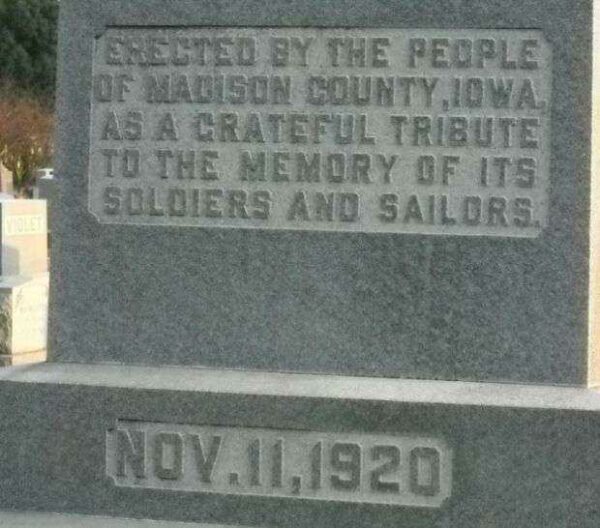 ERECTED BY THE PEOPLE
OF MADISON COUNTY, IOWA.
AS A GRATEFUL TRIBUTE
TO THE MEMORY OF ITS
SOLDIERS AND SAILORS.
VIOLET
NOV. 11, 1920